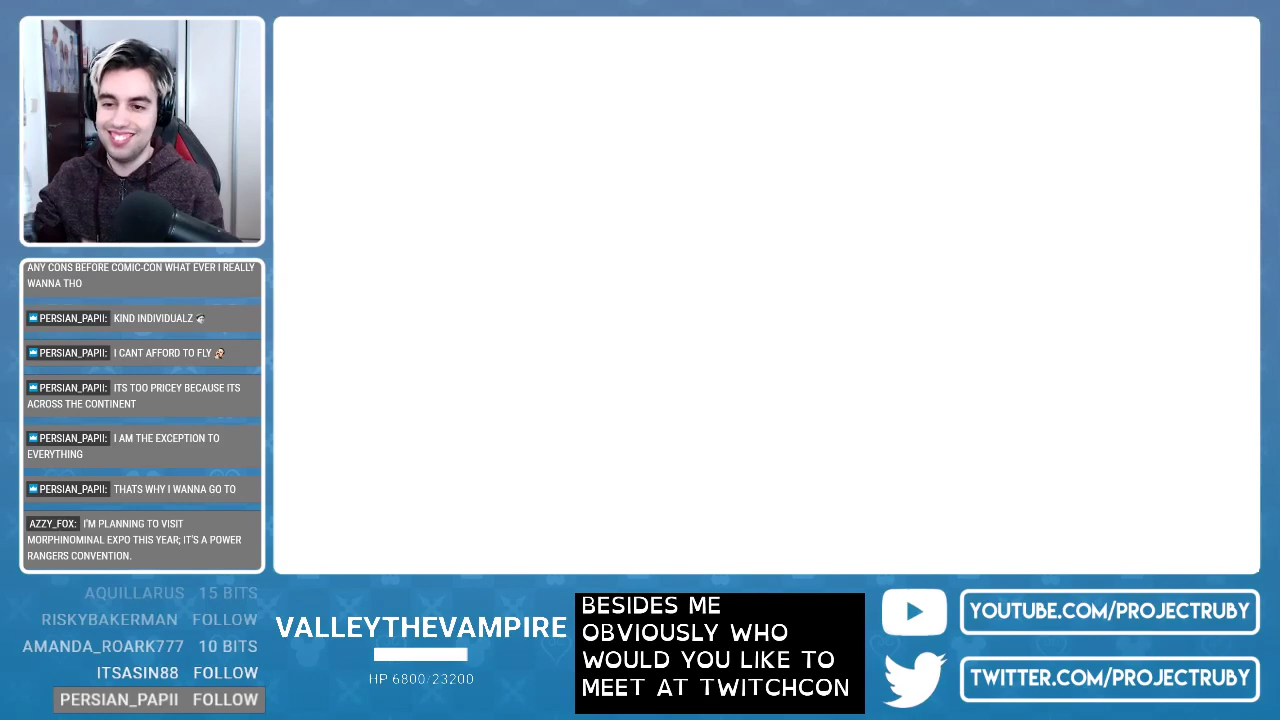 ANY CONS BEFORE COMIC-CON WHAT EVER I REALLY
WANNA THO
PERSIAN_PAPII: KIND INDIVIDUALZ
PERSIAN_PAPII: I CANT AFFORD TO FLY
PERSIAN_PAPII: ITS TOO PRICEY BECAUSE ITS
ACROSS THE CONTINENT
PERSIAN_PAPII: I AM THE EXCEPTION TO
EVERYTHING
PERSIAN_PAPII: THATS WHY I WANNA GO TO
AZZY_FOX: I'M PLANNING TO VISIT
MORPHINOMINAL EXPO THIS YEAR; IT'S A POWER
RANGERS CONVENTION.
AQUILLARUS 15 BITS
RISKYBAKERMAN FOLLOW
AMANDA_ROARK777 10 BITS
ITSASIN88 FOLLOW
PERSIAN_PAPII FOLLOW
VALLEYTHEVAMPIRE
HP 6800/23200
BESIDES ME
OBVIOUSLY WHO
WOULD YOU LIKE TO
MEET AT TWITCHCON
YOUTUBE.COM/PROJECTRUBY
TWITTER.COM/PROJECTRUBY